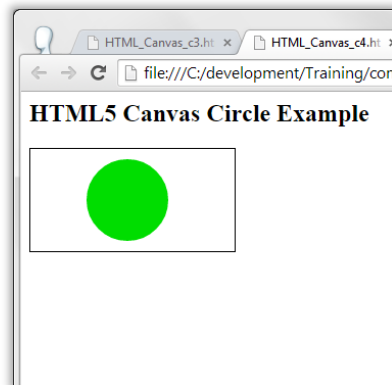 HTML_Canvas_c3.ht
HTML_Canvas_c4.ht
file:///C:/development/Training/con
HTML5 Canvas Circle Example